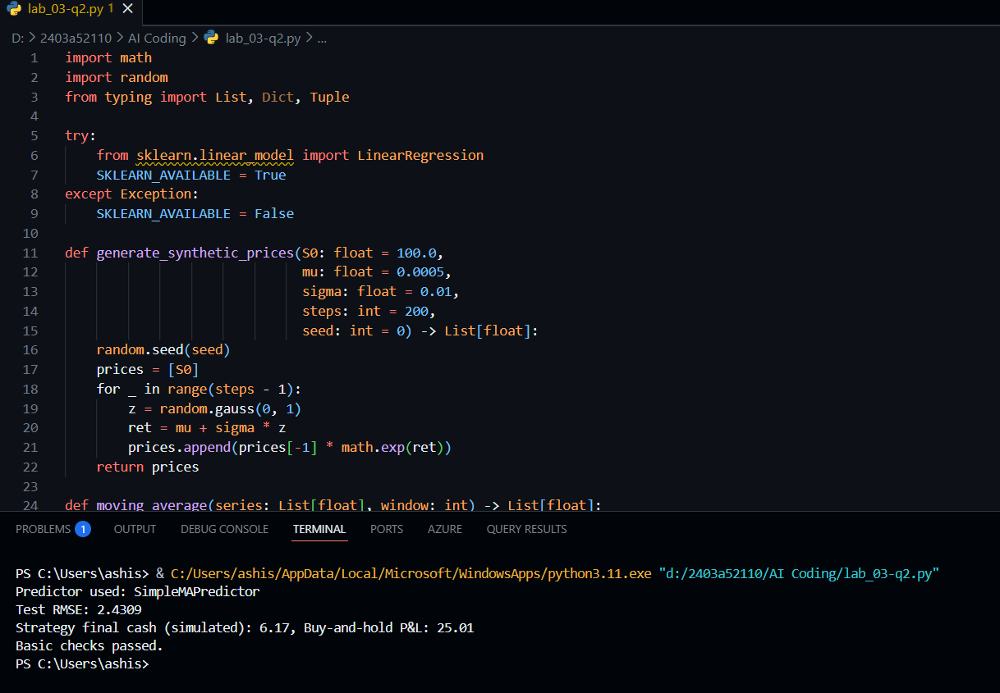 lab_03-q2.py 1 ✕
D: > 2403a52110 > AI Coding > lab_03-q2.py > ...
1 import math
2 import random
3 from typing import List, Dict, Tuple
4
5 try:
6     from sklearn.linear_model import LinearRegression
7     SKLEARN_AVAILABLE = True
8 except Exception:
9     SKLEARN_AVAILABLE = False
10
11 def generate_synthetic_prices(S0: float = 100.0,
12                               mu: float = 0.0005,
13                               sigma: float = 0.01,
14                               steps: int = 200,
15                               seed: int = 0) -> List[float]:
16     random.seed(seed)
17     prices = [S0]
18     for _ in range(steps - 1):
19         z = random.gauss(0, 1)
20         ret = mu + sigma * z
21         prices.append(prices[-1] * math.exp(ret))
22     return prices
23
24 def moving_average(series: List[float], window: int) -> List[float]:
PROBLEMS 1 OUTPUT DEBUG CONSOLE TERMINAL PORTS AZURE QUERY RESULTS
PS C:\Users\ashis> & C:/Users/ashis/AppData/Local/Microsoft/WindowsApps/python3.11.exe "d:/2403a52110/AI Coding/lab_03-q2.py"
Predictor used: SimpleMAPredictor
Test RMSE: 2.4309
Strategy final cash (simulated): 6.17, Buy-and-hold P&L: 25.01
Basic checks passed.
PS C:\Users\ashis>